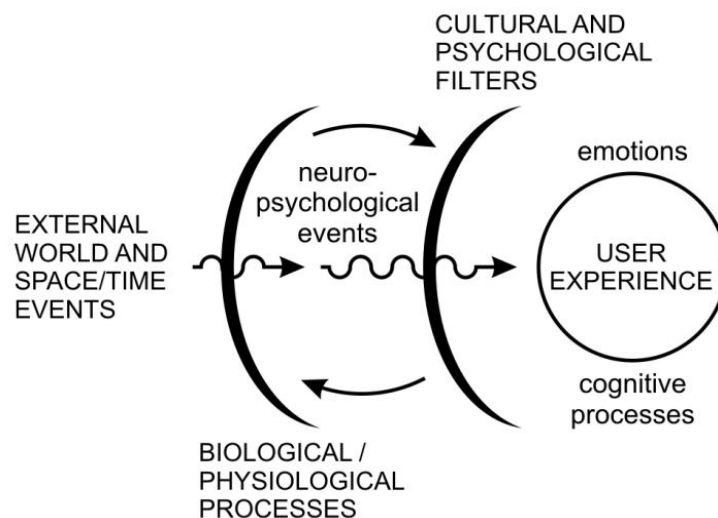 CULTURAL AND
PSYCHOLOGICAL
FILTERS
emotions
neuro-
psychological
events
EXTERNAL
WORLD AND
SPACE/TIME
EVENTS
USER
EXPERIENCE
cognitive
processes
BIOLOGICAL /
PHYSIOLOGICAL
PROCESSES